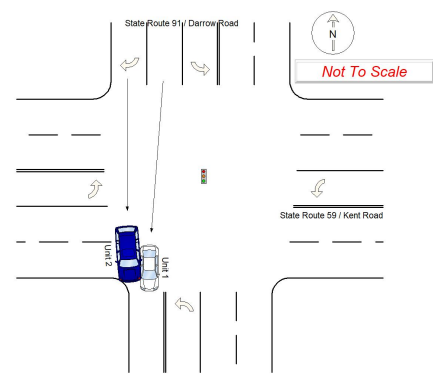 State Route 91 / Darrow Road
N
Not To Scale
State Route 59 / Kent Road
Unit 1
Unit 2